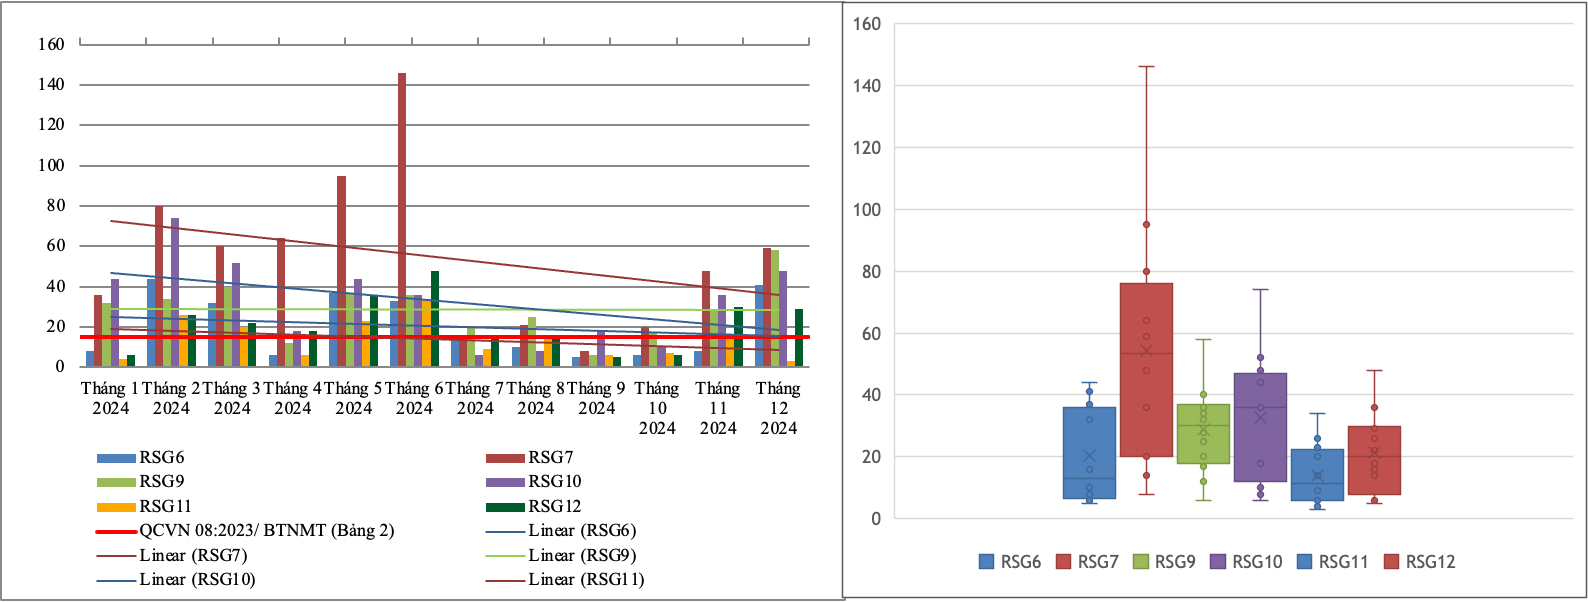 160
140
120
100
80
60
40
20
0
Tháng 1 Tháng 2 Tháng 3 Tháng 4 Tháng 5 Tháng 6 Tháng 7 Tháng 8 Tháng 9 Tháng Tháng Tháng
2024 2024 2024 2024 2024 2024 2024 2024 2024 10 11 12
2024 2024 2024
RSG6 RSG7
RSG9 RSG10
RSG11 RSG12
QCVN 08:2023/ BTNMT (Bảng 2) Linear (RSG6)
Linear (RSG7) Linear (RSG9)
Linear (RSG10) Linear (RSG11)
160
140
120
100
80
60
40
20
0
RSG6 RSG7 RSG9 RSG10 RSG11 RSG12